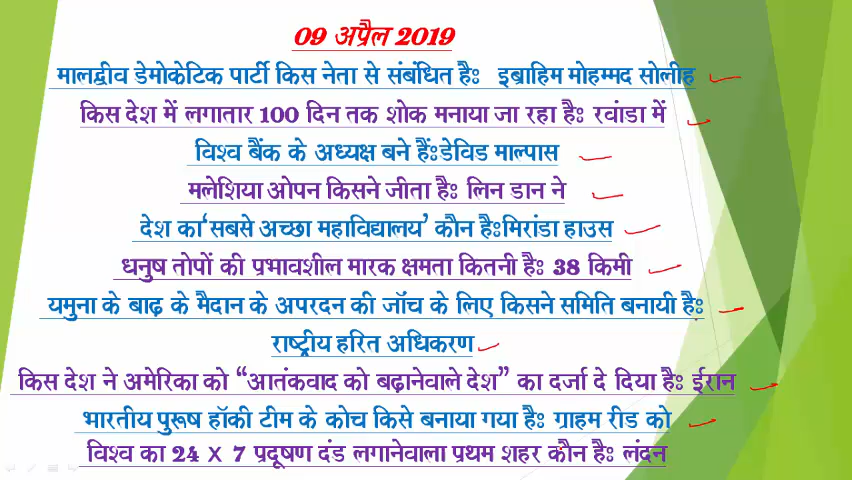 09 अप्रैल 2019
मालद्वीव डेमोकेटिक पार्टी किस नेता से संबंधित हैः इब्राहिम मोहम्मद सोलीह
किस देश में लगातार 100 दिन तक शोक मनाया जा रहा हैः रवांडा में
विश्व बैंक के अध्यक्ष बने हैंःडेविड माल्पास
मलेशिया ओपन किसने जीता हैः लिन डान ने
देश का‘सबसे अच्छा महाविद्यालय’ कौन हैःमिरांडा हाउस
धनुष तोपों की प्रभावशील मारक क्षमता कितनी हैः 38 किमी
यमुना के बाढ़ के मैदान के अपरदन की जॉच के लिए किसने समिति बनायी हैः
राष्ट्रीय हरित अधिकरण
किस देश ने अमेरिका को “आतंकवाद को बढ़ानेवाले देश” का दर्जा दे दिया हैः ईरान
भारतीय पुरूष हॉकी टीम के कोच किसे बनाया गया हैः ग्राहम रीड को
विश्व का 24 X 7 प्रदूषण दंड लगानेवाला प्रथम शहर कौन हैः लंदन